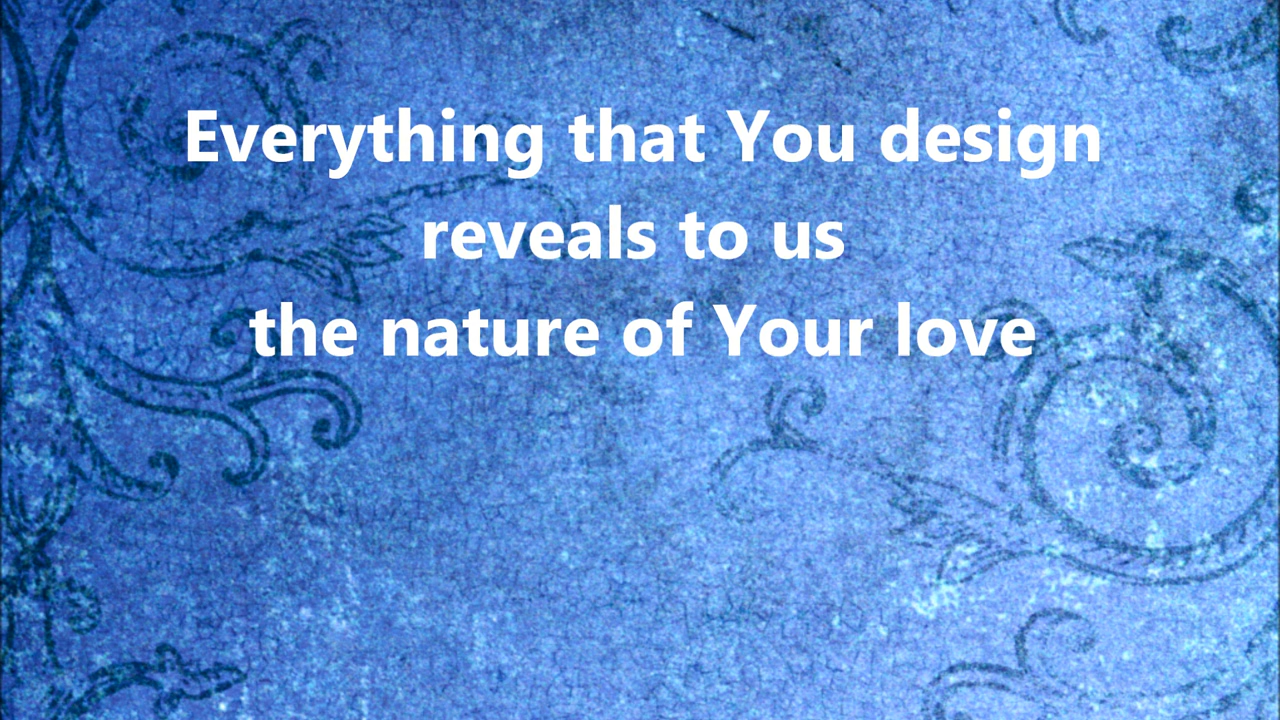 Everything that You design
reveals to us
the nature of Your love